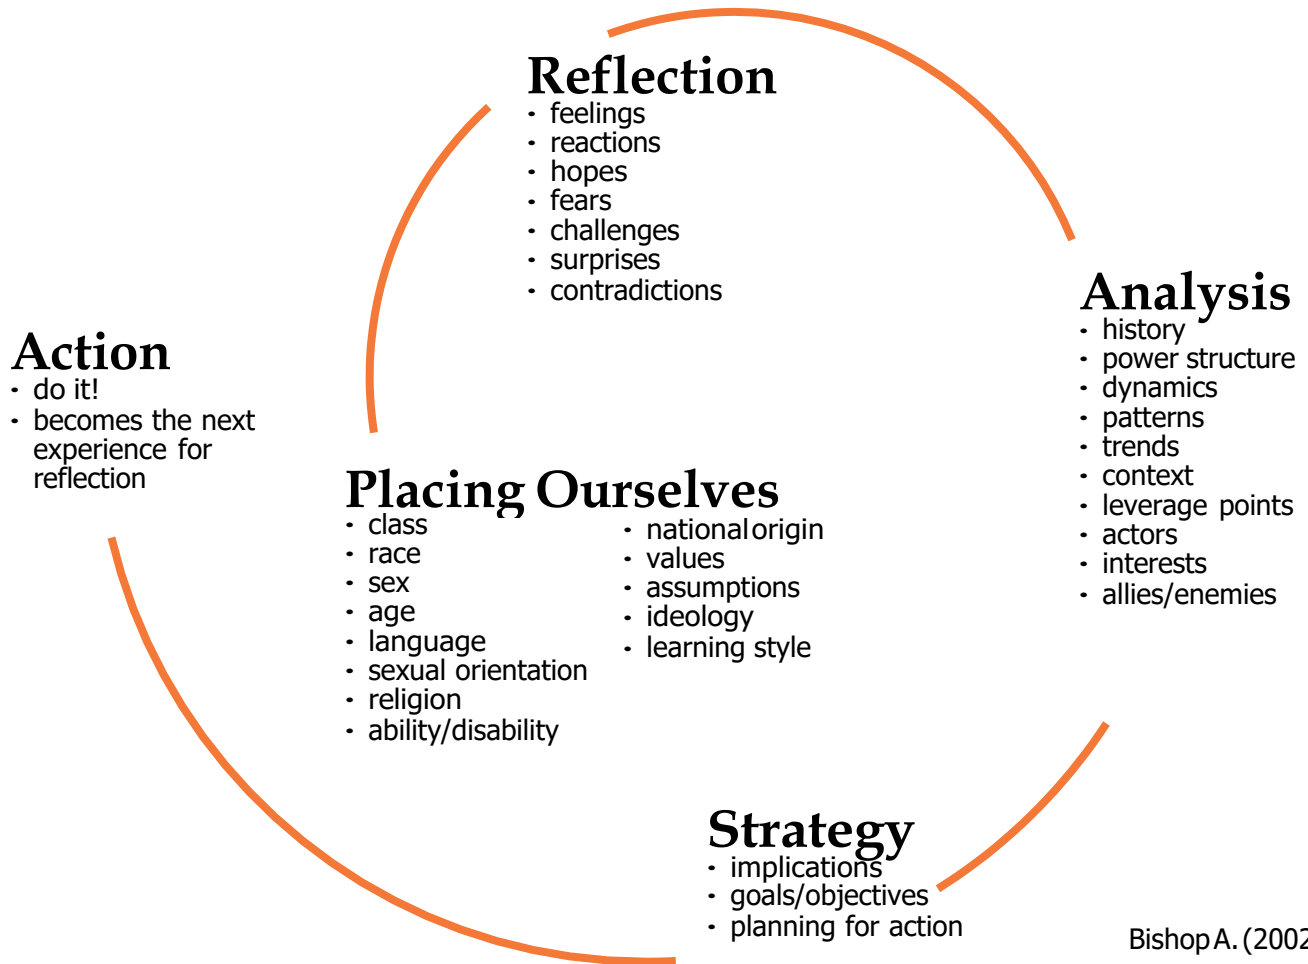 Reflection
· feelings
· reactions
· hopes
· fears
· challenges
· surprises
· contradictions
Analysis
· history
· power structure
· dynamics
· patterns
· trends
· context
· leverage points
· actors
· interests
· allies/enemies
Action
· do it!
· becomes the next
experience for
reflection
Placing Ourselves
· class
· race
· sex
· age
· language
· sexual orientation
· religion
· ability/disability
· national origin
· values
· assumptions
· ideology
· learning style
Strategy
· implications
· goals/objectives
· planning for action
Bishop A. (2002